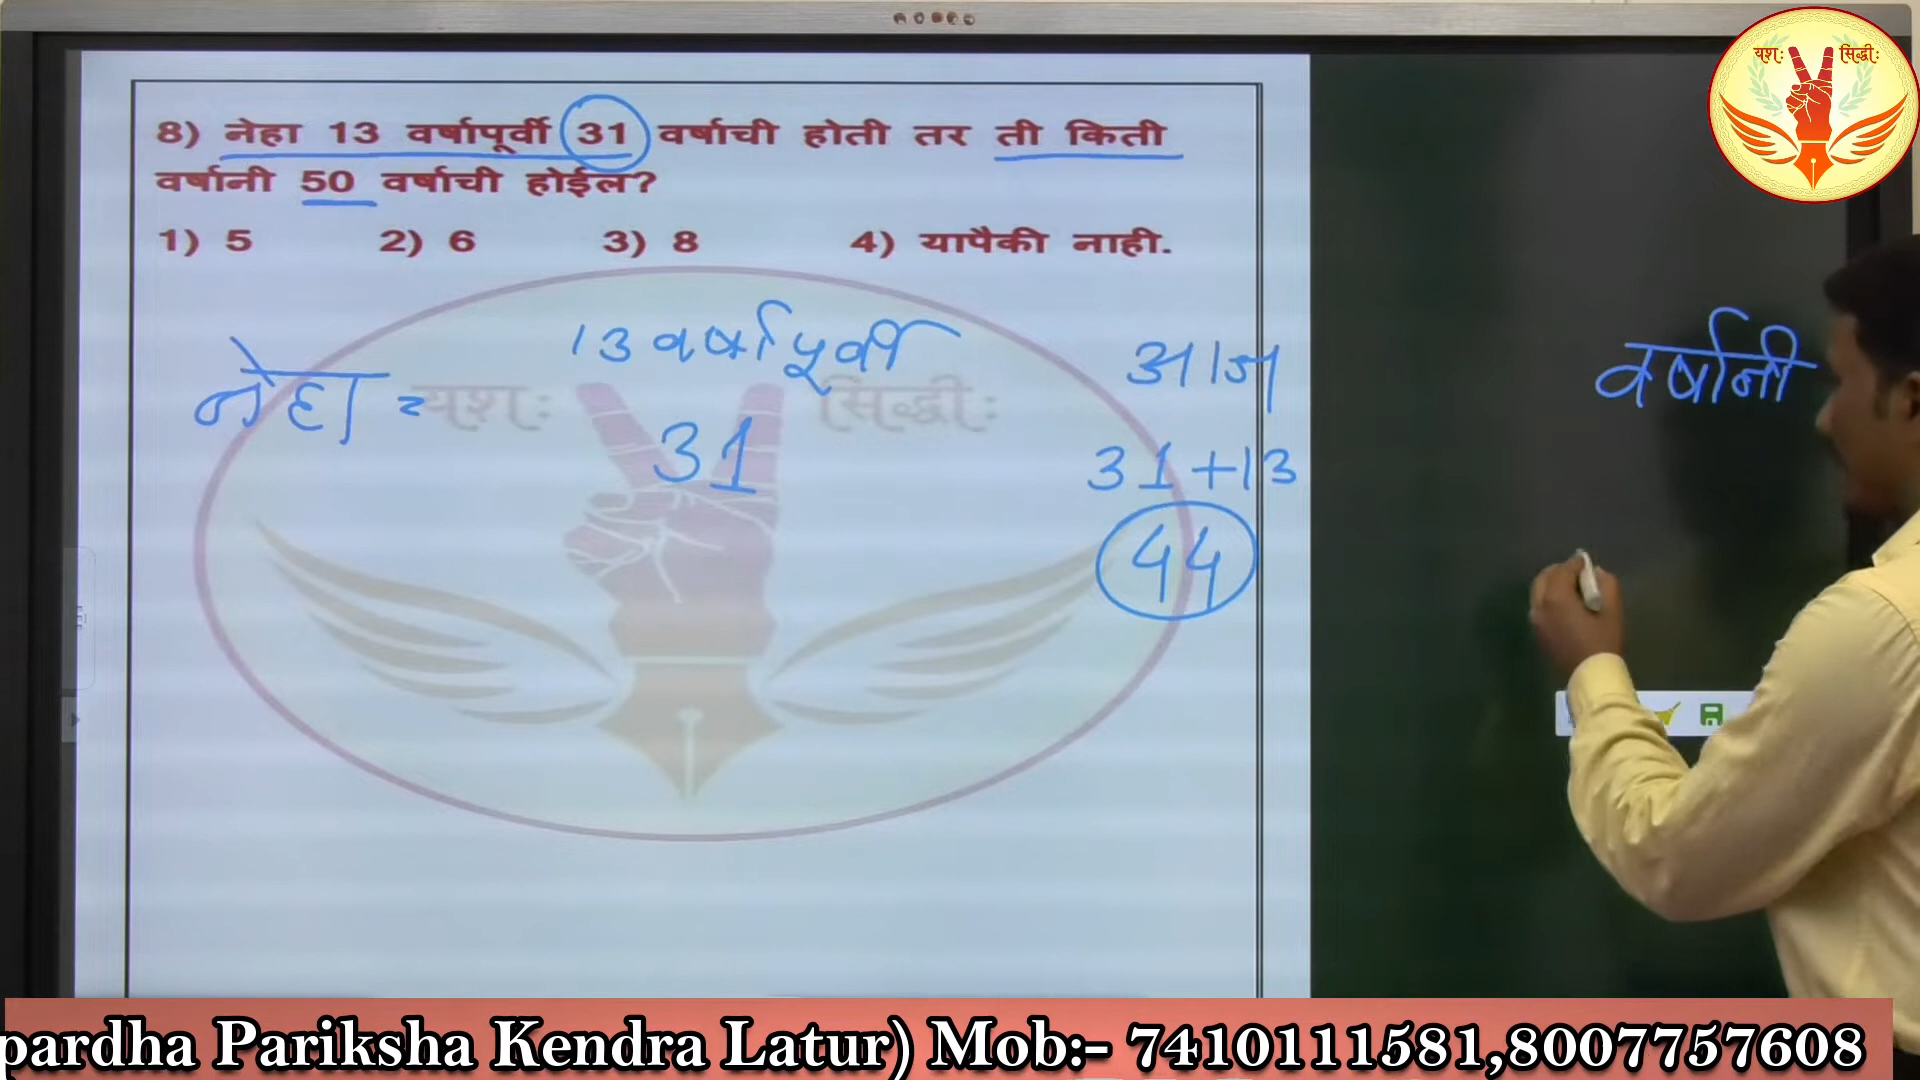 यशः सिद्धीः
8) नेहा 13 वर्षापूर्वी 31 वर्षाची होती तर ती किती
वर्षानी 50 वर्षाची होईल?
1) 5 2) 6 3) 8 4) यापैकी नाही.
नेहा = 13 वर्षापूर्वी आज वर्षानी
यशः सिद्धीः
31 31+13
44
pardha Pariksha Kendra Latur) Mob:- 7410111581,8007757608